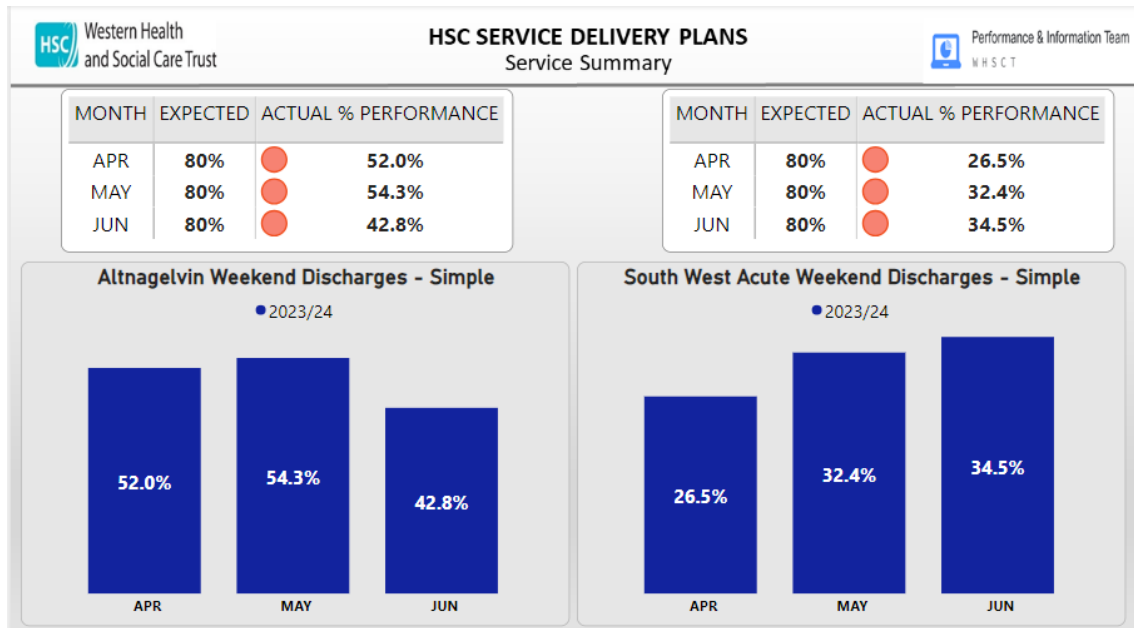 HSC
Western Health
and Social Care Trust
HSC SERVICE DELIVERY PLANS
Service Summary
Performance & Information Team
WHSCT
MONTH EXPECTED ACTUAL % PERFORMANCE
APR 80% 52.0%
MAY 80% 54.3%
JUN 80% 42.8%
MONTH EXPECTED ACTUAL % PERFORMANCE
APR 80% 26.5%
MAY 80% 32.4%
JUN 80% 34.5%
Altnagelvin Weekend Discharges - Simple
2023/24
52.0% 54.3% 42.8%
APR MAY JUN
South West Acute Weekend Discharges - Simple
2023/24
26.5% 32.4% 34.5%
APR MAY JUN